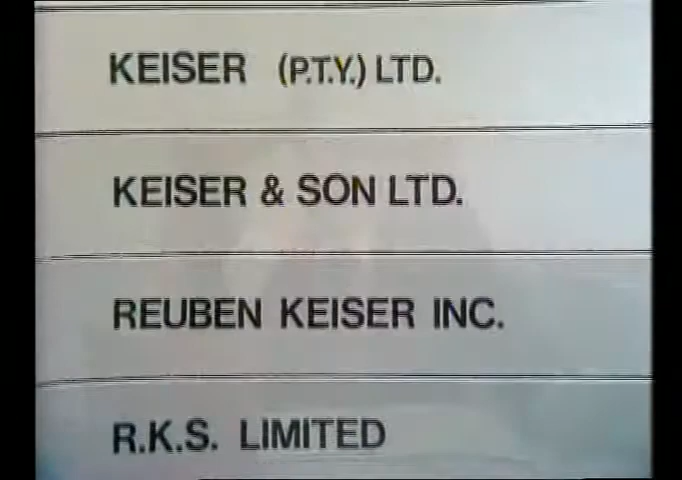 KEISER (P.T.Y.) LTD.
KEISER & SON LTD.
REUBEN KEISER INC.
R.K.S. LIMITED